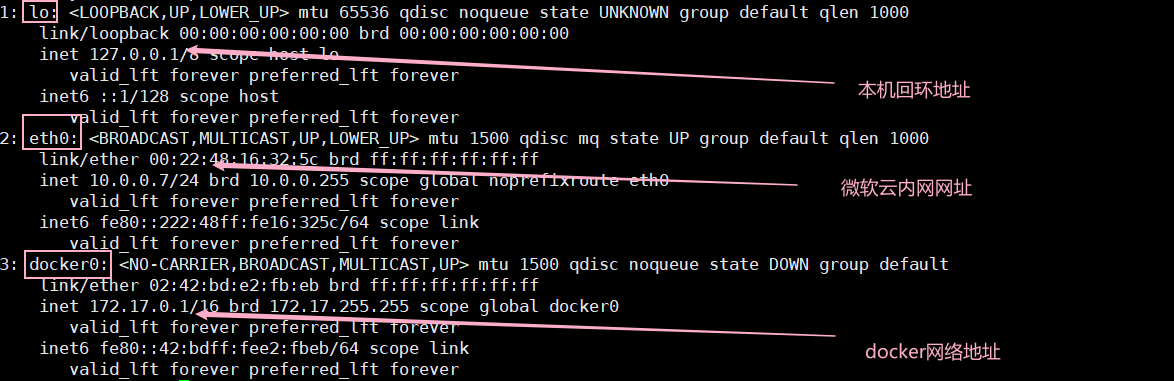 1: lo: <LOOPBACK,UP,LOWER_UP> mtu 65536 qdisc noqueue state UNKNOWN group default qlen 1000
link/loopback 00:00:00:00:00:00 brd 00:00:00:00:00:00
inet 127.0.0.1/8 scope host lo
valid_lft forever preferred_lft forever
本机回环地址
inet6 ::1/128 scope host
valid_lft forever preferred_lft forever
2: eth0: <BROADCAST,MULTICAST,UP,LOWER_UP> mtu 1500 qdisc mq state UP group default qlen 1000
link/ether 00:22:48:16:32:5c brd ff:ff:ff:ff:ff:ff
inet 10.0.0.7/24 brd 10.0.0.255 scope global noprefixroute eth0
微软云内网网址
valid_lft forever preferred_lft forever
inet6 fe80::222:48ff:fe16:325c/64 scope link
valid_lft forever preferred_lft forever
3: docker0: <NO-CARRIER,BROADCAST,MULTICAST,UP> mtu 1500 qdisc noqueue state DOWN group default
link/ether 02:42:bd:e2:fb:eb brd ff:ff:ff:ff:ff:ff
inet 172.17.0.1/16 brd 172.17.255.255 scope global docker0
valid_lft forever preferred_lft forever
inet6 fe80::42:bdff:fee2:fbeb/64 scope link
docker网络地址
valid_lft forever preferred_lft forever